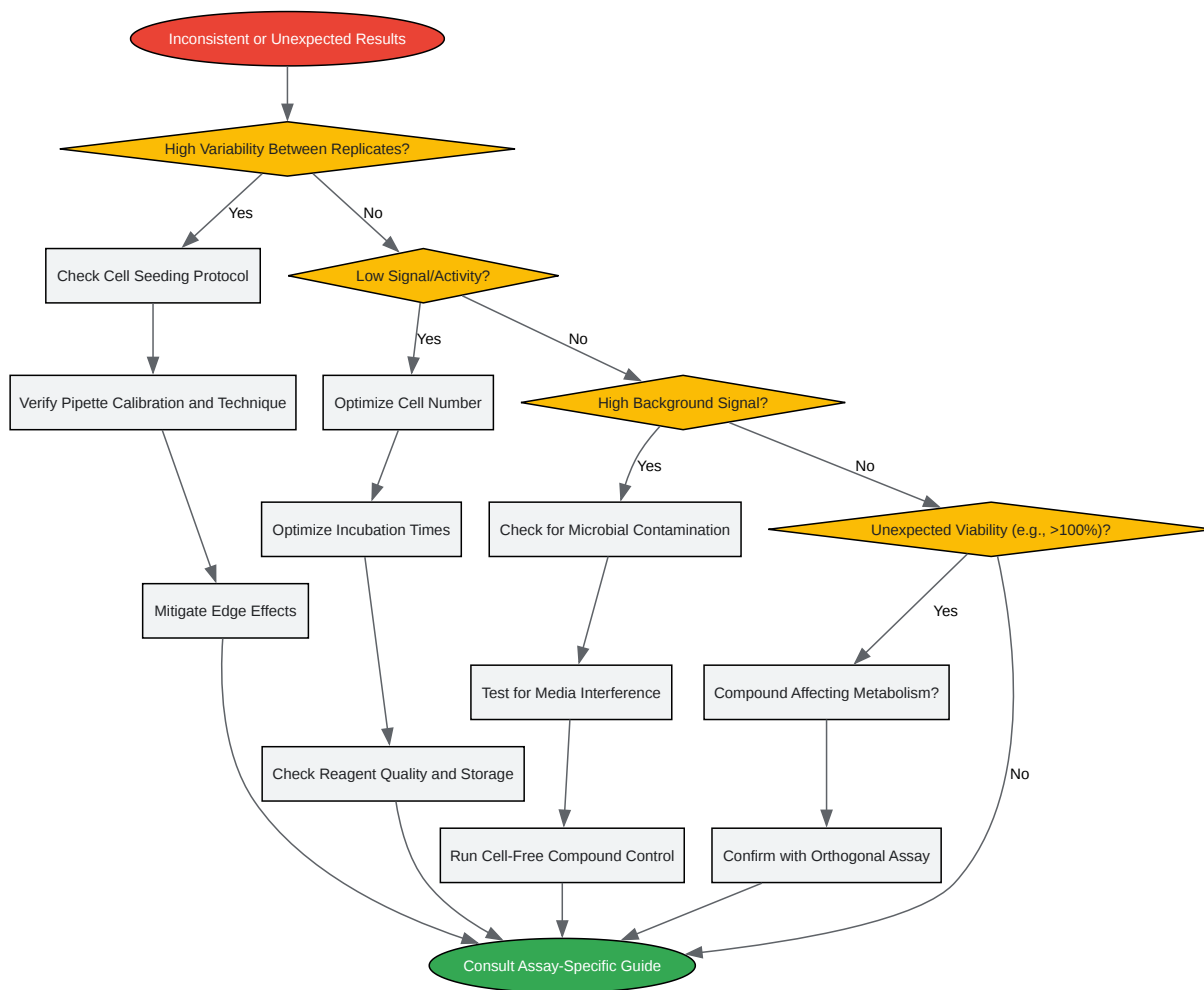 Inconsistent or Unexpected Results
High Variability Between Replicates?
Yes
No
Check Cell Seeding Protocol
Low Signal/Activity?
Yes
No
Verify Pipette Calibration and Technique
Optimize Cell Number
High Background Signal?
Yes
No
Optimize Incubation Times
Check for Microbial Contamination
Unexpected Viability (e.g., >100%)?
Mitigate Edge Effects
Yes
Test for Media Interference
Compound Affecting Metabolism?
Check Reagent Quality and Storage
No
Run Cell-Free Compound Control
Confirm with Orthogonal Assay
Consult Assay-Specific Guide